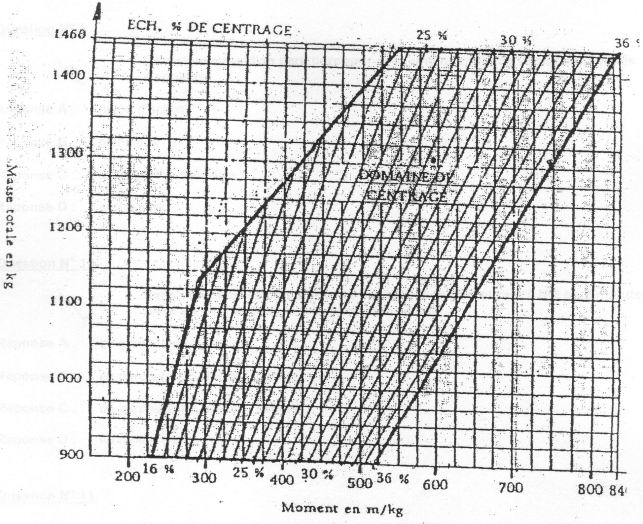 ECH. % DE CENTRAGE
25 % 30 % 36 %
1460
1400
1300
1200
1100
1000
900
Masse totale en kg
DOMAINE DE
CENTRAGE
200 300 400 500 600 700 800 840
16 % 25 % 30 % 36 %
Moment en m/kg